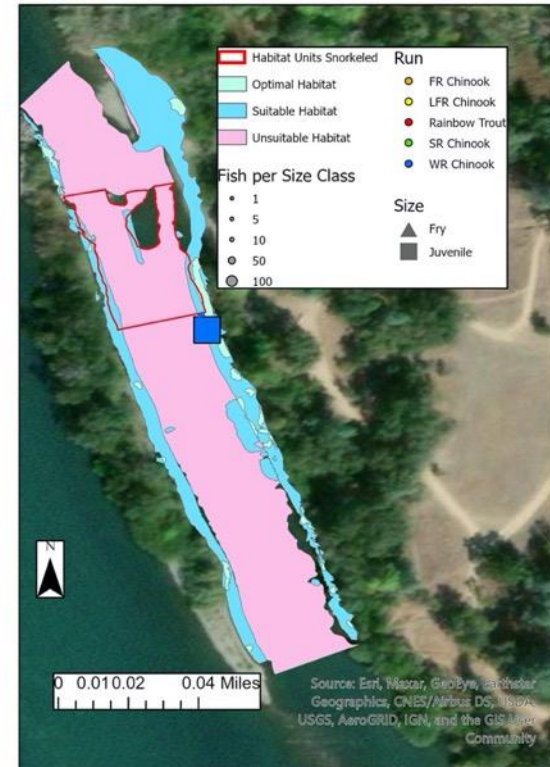 Habitat Units Snorkeled
Optimal Habitat
Suitable Habitat
Unsuitable Habitat
Fish per Size Class
1
5
10
50
100
Run
FR Chinook
LFR Chinook
Rainbow Trout
SR Chinook
WR Chinook
Size
Fry
Juvenile
N
0 0.01 0.02 0.04 Miles
Source: Esri, Maxar, GeoEye, Earthstar
Geographics, CNES/Airbus DS, USDA,
USGS, AeroGRID, IGN, and the GIS User
Community